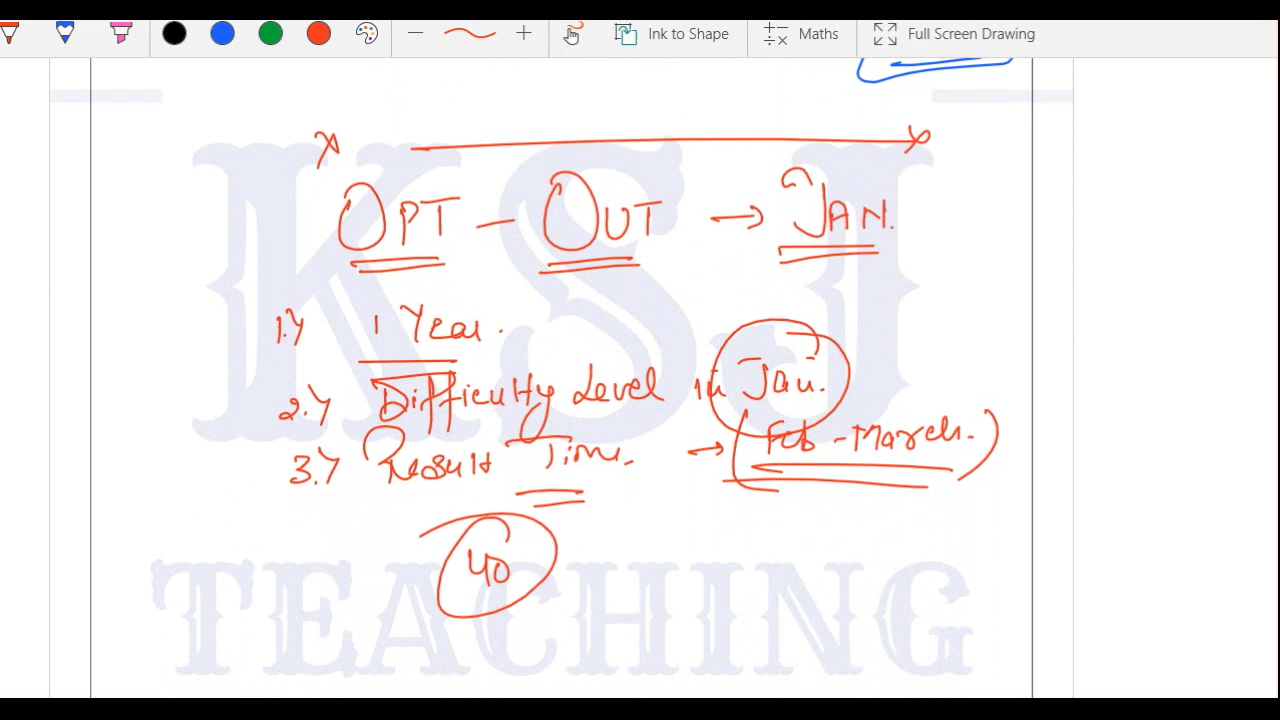 Ink to Shape Maths Full Screen Drawing
OPT - OUT → JAN.
1.) 1 Year.
2.) Difficulty Level in Jan.
3.) Result Time. → (Feb - March.)
40
KSJ
TEACHING